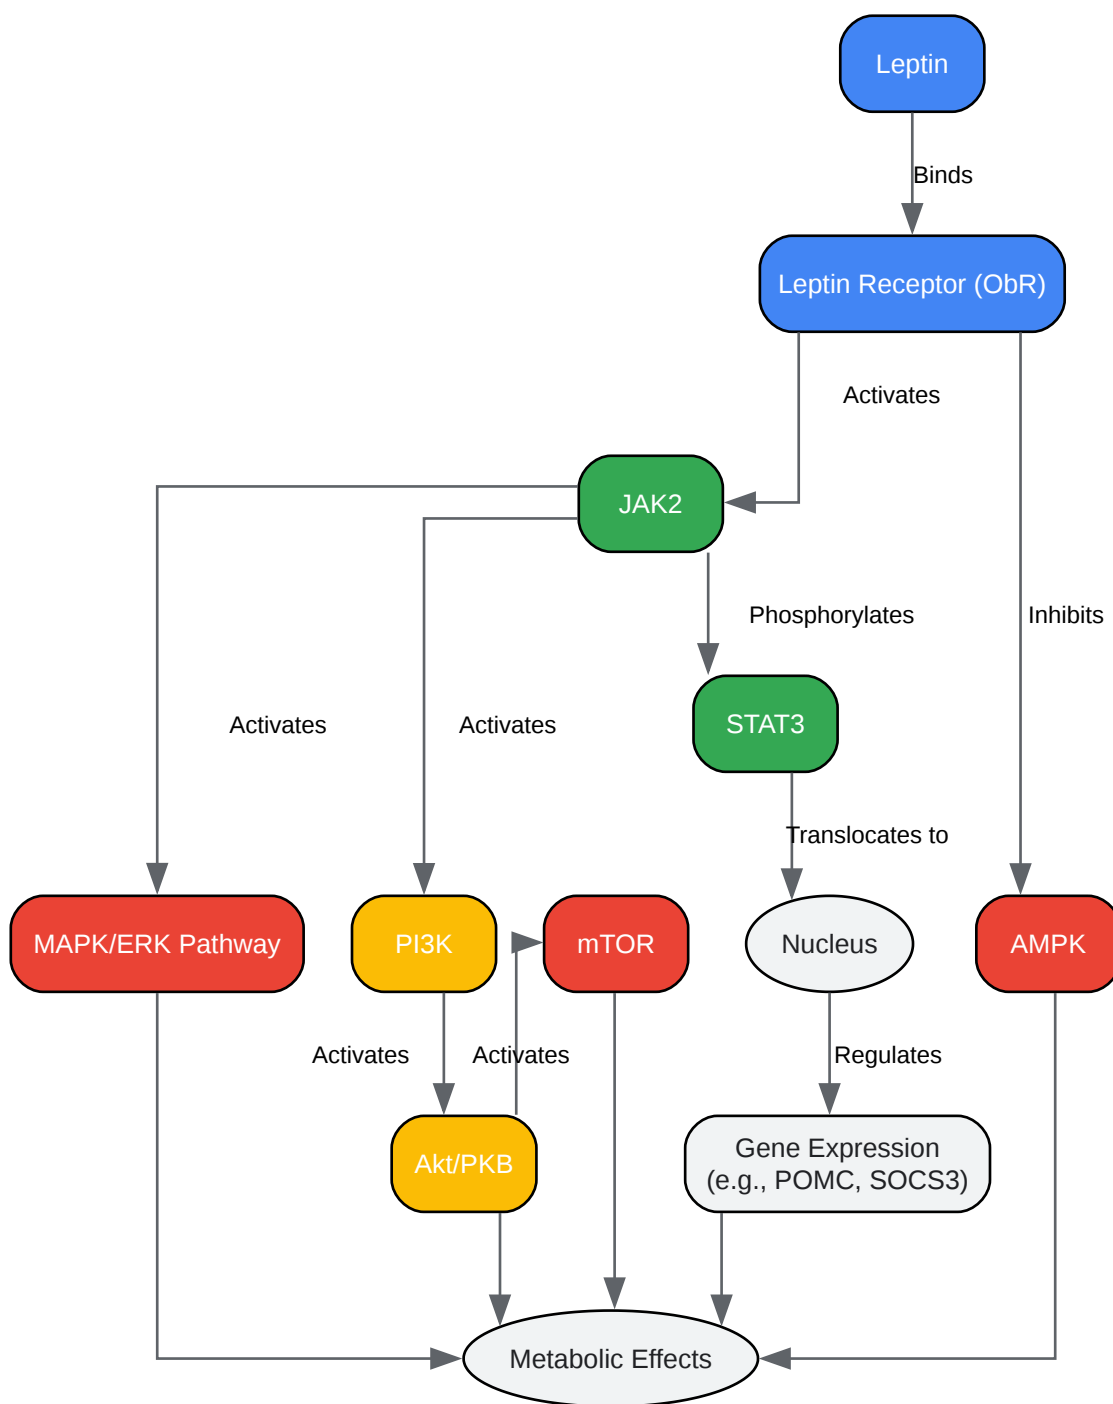 Leptin
Binds
Leptin Receptor (ObR)
Activates
JAK2
Phosphorylates
Inhibits
Activates
Activates
STAT3
Translocates to
MAPK/ERK Pathway
PI3K
mTOR
Nucleus
AMPK
Activates
Activates
Regulates
Akt/PKB
Gene Expression
(e.g., POMC, SOCS3)
Metabolic Effects